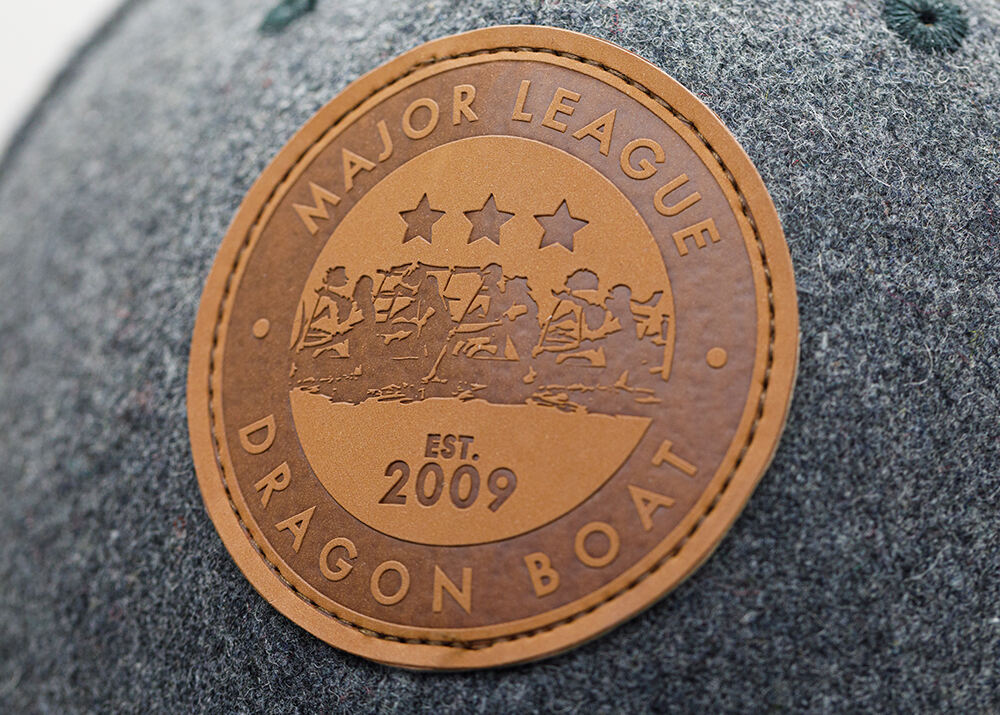 MAJOR LEAGUE
EST.
2009
DRAGON BOAT